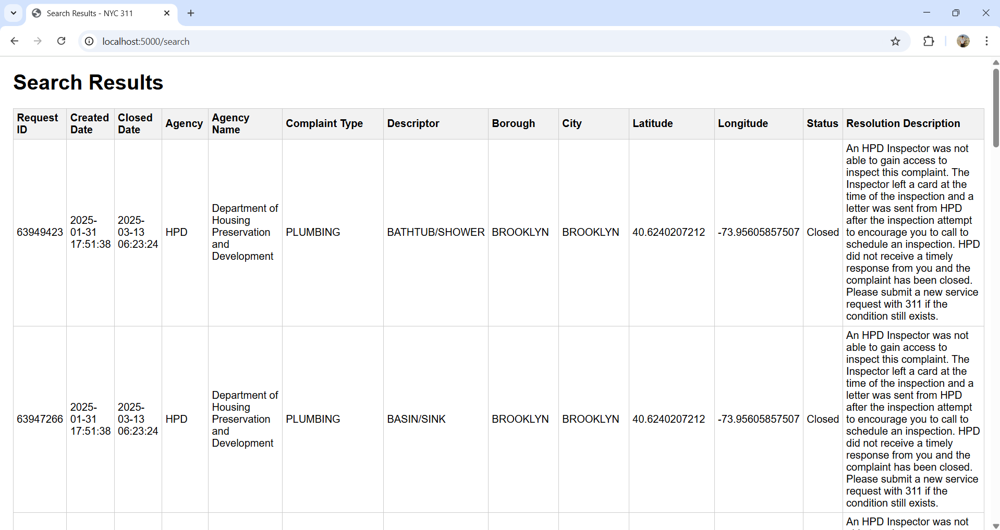 Search Results - NYC 311
localhost:5000/search
Search Results
Request ID
Created Date
Closed Date
Agency
Agency Name
Complaint Type
Descriptor
Borough
City
Latitude
Longitude
Status
Resolution Description
63949423
2025-
01-31
17:51:38
2025-
03-13
06:23:24
HPD
Department of
Housing
Preservation
and
Development
PLUMBING
BATHTUB/SHOWER
BROOKLYN
BROOKLYN
40.6240207212
-73.95605857507
Closed
An HPD Inspector was not
able to gain access to
inspect this complaint. The
Inspector left a card at the
time of the inspection and a
letter was sent from HPD
after the inspection attempt
to encourage you to call to
schedule an inspection. HPD
did not receive a timely
response from you and the
complaint has been closed.
Please submit a new service
request with 311 if the
condition still exists.
63947266
2025-
01-31
17:51:38
2025-
03-13
06:23:24
HPD
Department of
Housing
Preservation
and
Development
PLUMBING
BASIN/SINK
BROOKLYN
BROOKLYN
40.6240207212
-73.95605857507
Closed
An HPD Inspector was not
able to gain access to
inspect this complaint. The
Inspector left a card at the
time of the inspection and a
letter was sent from HPD
after the inspection attempt
to encourage you to call to
schedule an inspection. HPD
did not receive a timely
response from you and the
complaint has been closed.
Please submit a new service
request with 311 if the
condition still exists.
An HPD Inspector was not